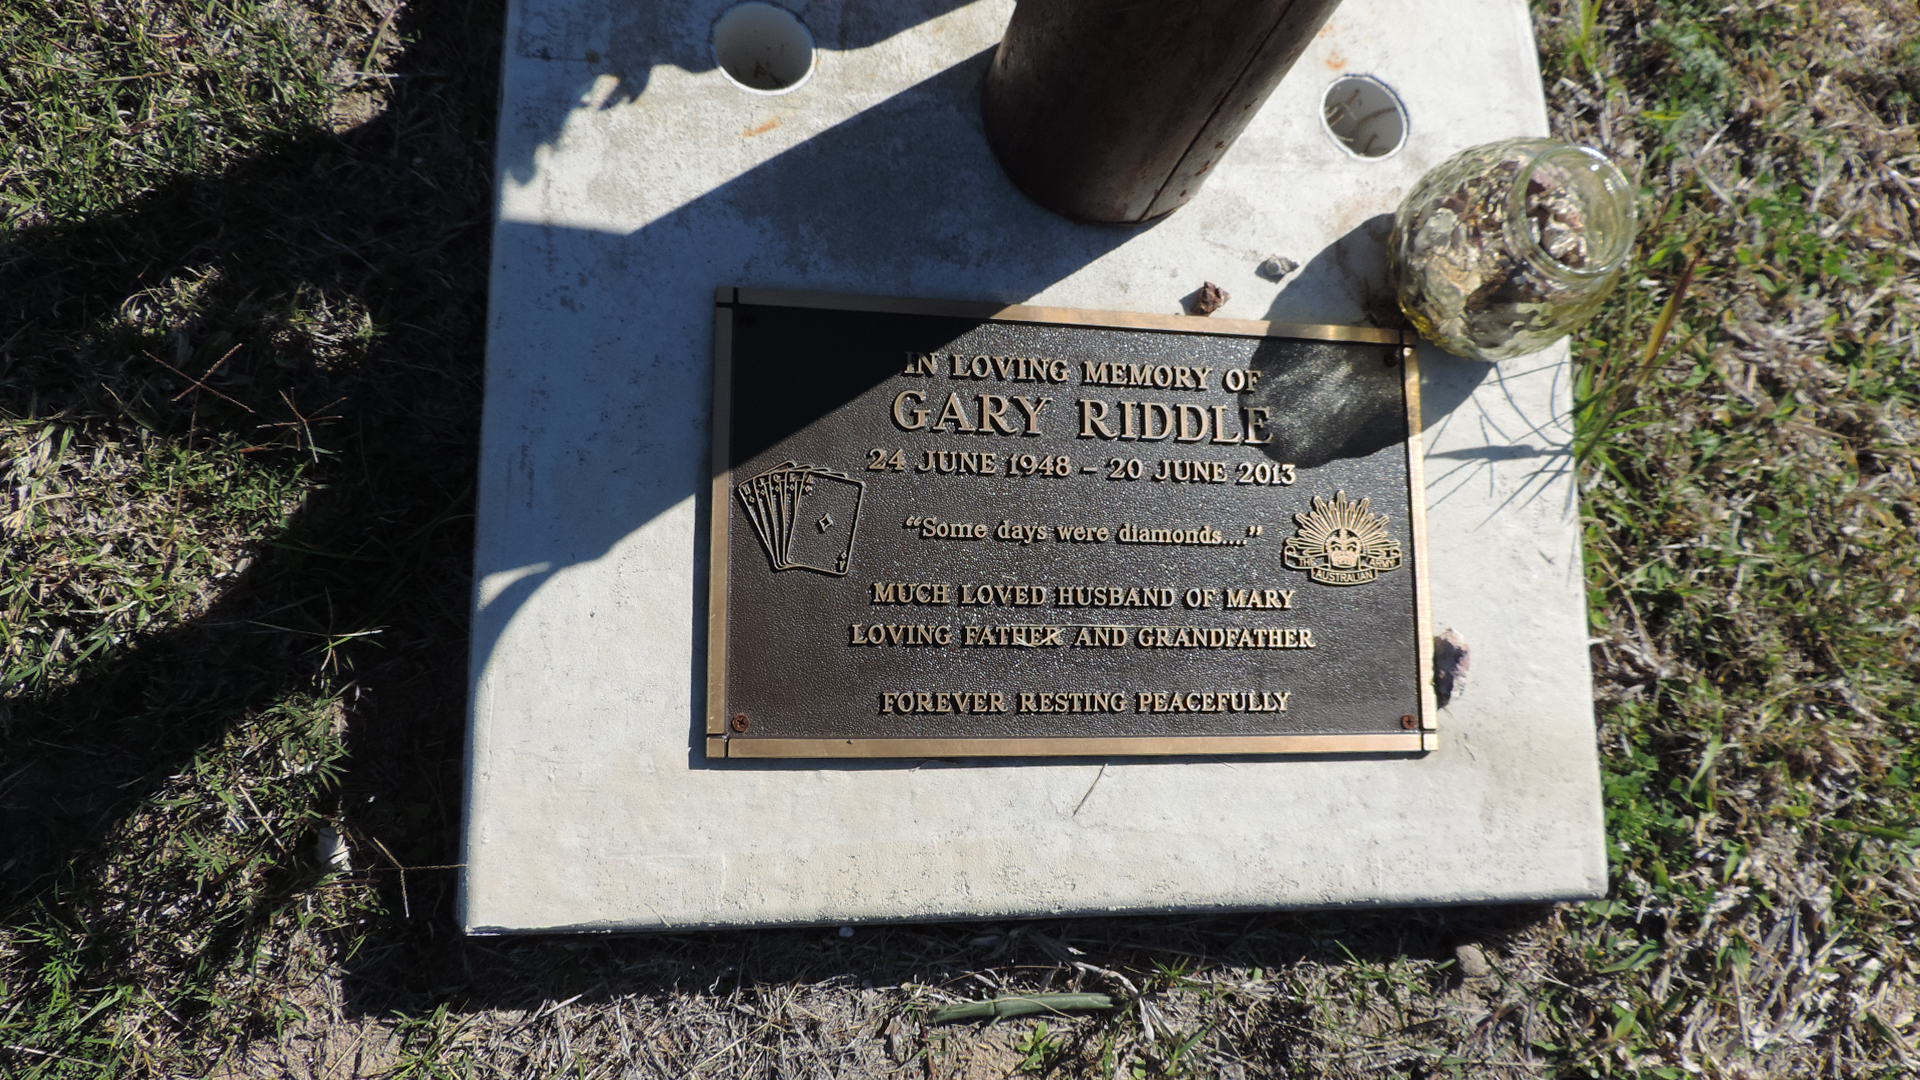 IN LOVING MEMORY OF
GARY RIDDLE
24 JUNE 1948 – 20 JUNE 2013
“Some days were diamonds....”
THE ARMY
AUSTRALIAN
MUCH LOVED HUSBAND OF MARY
LOVING FATHER AND GRANDFATHER
FOREVER RESTING PEACEFULLY